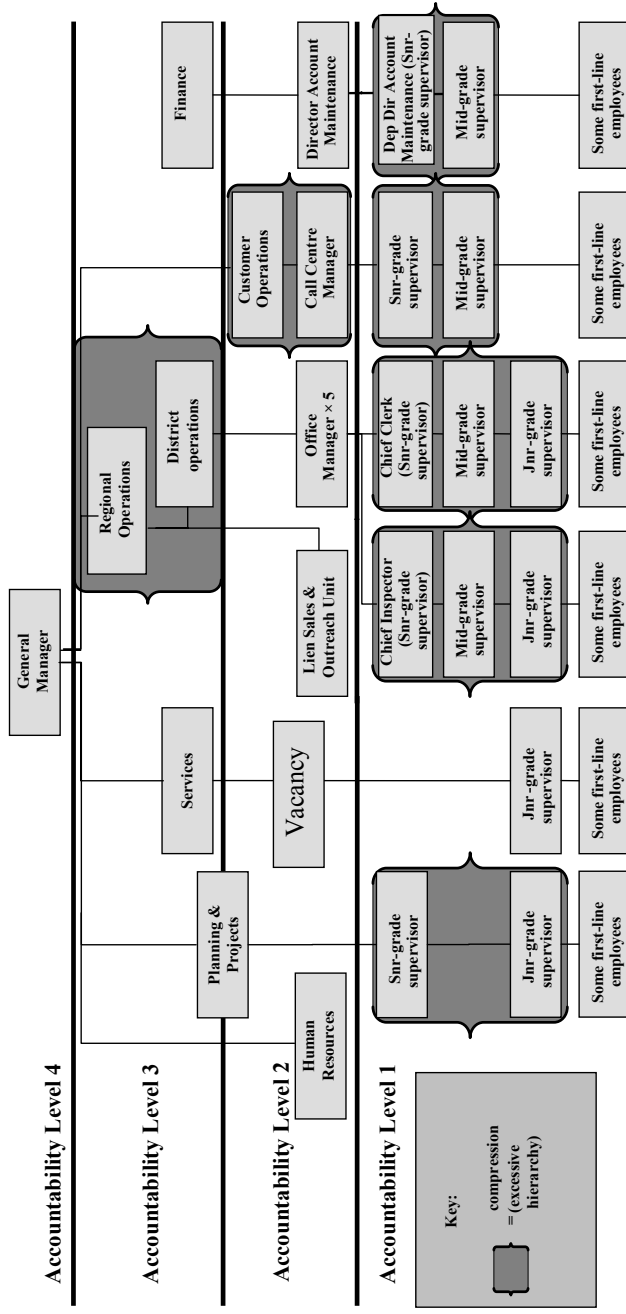 General
Manager
Accountability Level 4
Accountability Level 3
Accountability Level 2
Accountability Level 1
Regional
Operations
District
operations
Services
Finance
Planning &
Projects
Customer
Operations
Call Centre
Manager
Human
Resources
Vacancy
Lien Sales &
Outreach Unit
Office
Manager × 5
Director Account
Maintenance
Snr-grade
supervisor
Jnr-grade
supervisor
Some first-line
employees
Jnr -grade
supervisor
Some first-line
employees
Chief Inspector
(Snr-grade
supervisor)
Mid-grade
supervisor
Jnr-grade
supervisor
Some first-line
employees
Chief Clerk
(Snr-grade
supervisor)
Mid-grade
supervisor
Jnr-grade
supervisor
Some first-line
employees
Snr-grade
supervisor
Mid-grade
supervisor
Some first-line
employees
Dep Dir Account
Maintenance (Snr-
grade supervisor)
Mid-grade
supervisor
Some first-line
employees
Key:
compression
= (excessive
hierarchy)